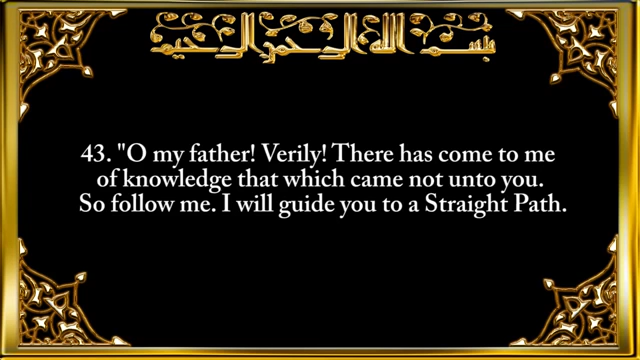 بسم الله الرحمن الرحيم
43. "O my father! Verily! There has come to me
of knowledge that which came not unto you.
So follow me. I will guide you to a Straight Path.